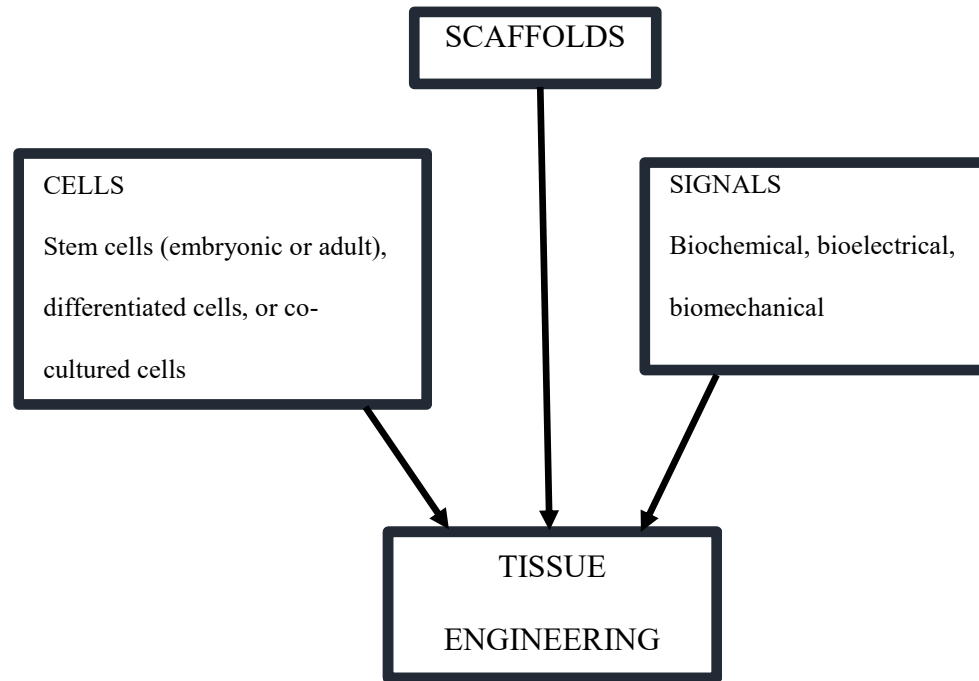 SCAFFOLDS
CELLS
Stem cells (embryonic or adult),
differentiated cells, or co-
cultured cells
SIGNALS
Biochemical, bioelectrical,
biomechanical
TISSUE
ENGINEERING